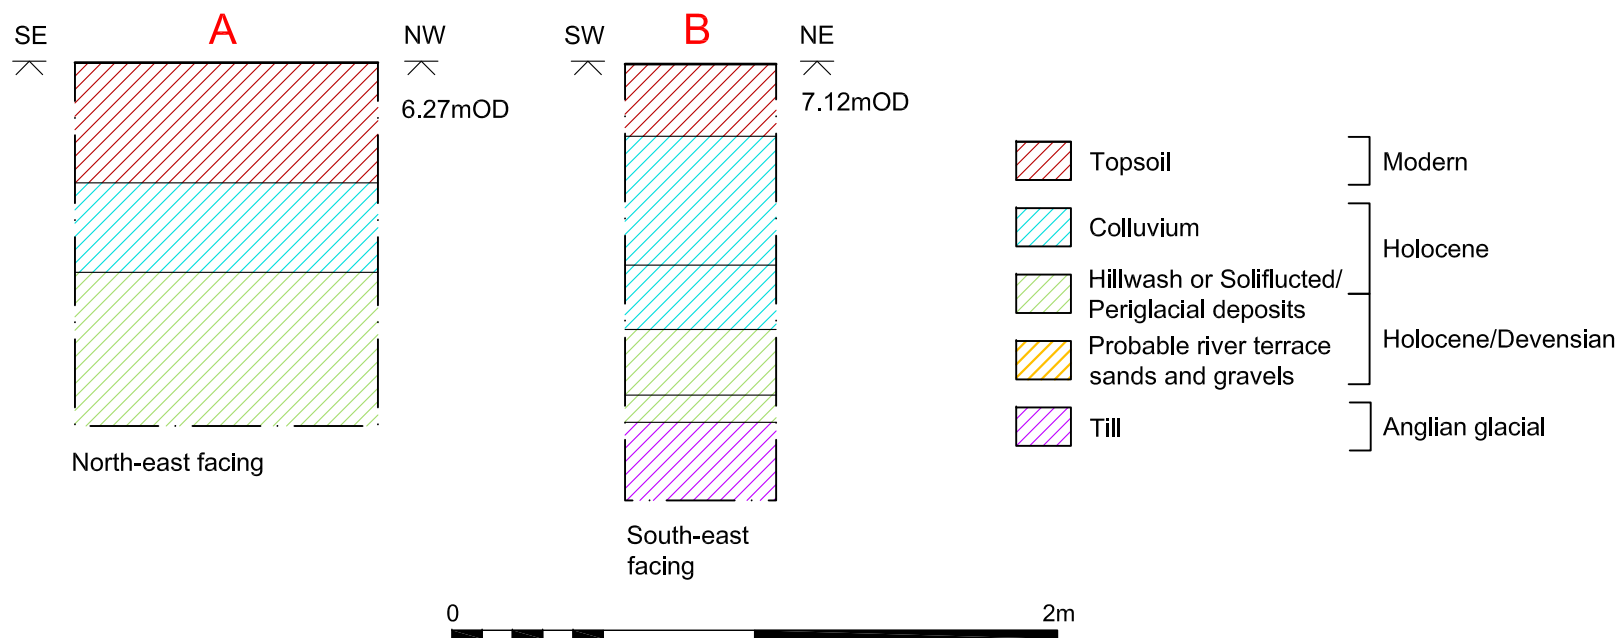 SE
A
NW
6.27mOD
North-east facing
SW
B
NE
7.12mOD
South-east
facing
Topsoil
Modern
Colluvium
Holocene
Hillwash or Soliflucted/
Periglacial deposits
Holocene/Devensian
Probable river terrace
sands and gravels
Till
Anglian glacial
0
2m